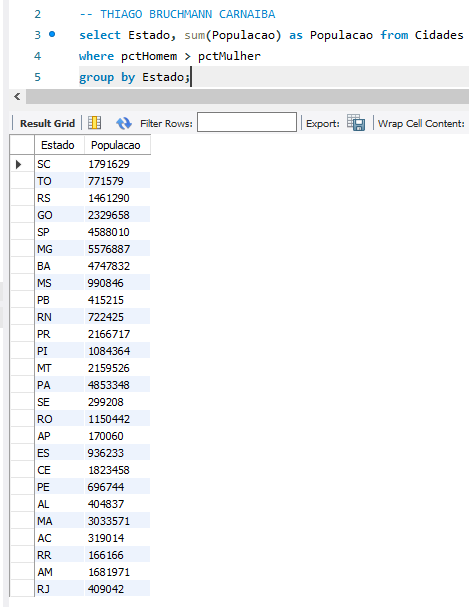 2 -- THIAGO BRUCHMANN CARNAIBA
3 select Estado, sum(Populacao) as Populacao from Cidades
4 where pctHomem > pctMulher
5 group by Estado;
Result Grid Filter Rows: Export: Wrap Cell Content:
Estado Populacao
SC 1791629
TO 771579
RS 1461290
GO 2329658
SP 4588010
MG 5576887
BA 4747832
MS 990846
PB 415215
RN 722425
PR 2166717
PI 1084364
MT 2159526
PA 4853348
SE 299208
RO 1150442
AP 170060
ES 936233
CE 1823458
PE 696744
AL 404837
MA 3033571
AC 319014
RR 166166
AM 1681971
RJ 409042